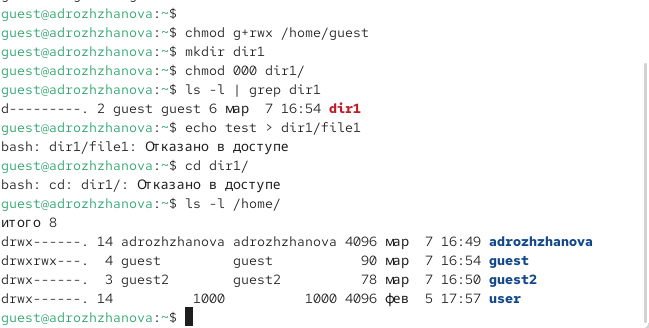 guest@adrozhzhanova:~$
guest@adrozhzhanova:~$ chmod g+rwx /home/guest
guest@adrozhzhanova:~$ mkdir dir1
guest@adrozhzhanova:~$ chmod 000 dir1/
guest@adrozhzhanova:~$ ls -l | grep dir1
d---------. 2 guest guest 6 мар  7 16:54 dir1
guest@adrozhzhanova:~$ echo test > dir1/file1
bash: dir1/file1: Отказано в доступе
guest@adrozhzhanova:~$ cd dir1/
bash: cd: dir1/: Отказано в доступе
guest@adrozhzhanova:~$ ls -l /home/
итого 8
drwx------. 14 adrozhzhanova adrozhzhanova 4096 мар  7 16:49 adrozhzhanova
drwxrwx---.  4 guest         guest           90 мар  7 16:54 guest
drwx------.  3 guest2        guest2          78 мар  7 16:50 guest2
drwx------. 14          1000          1000 4096 фев  5 17:57 user
guest@adrozhzhanova:~$